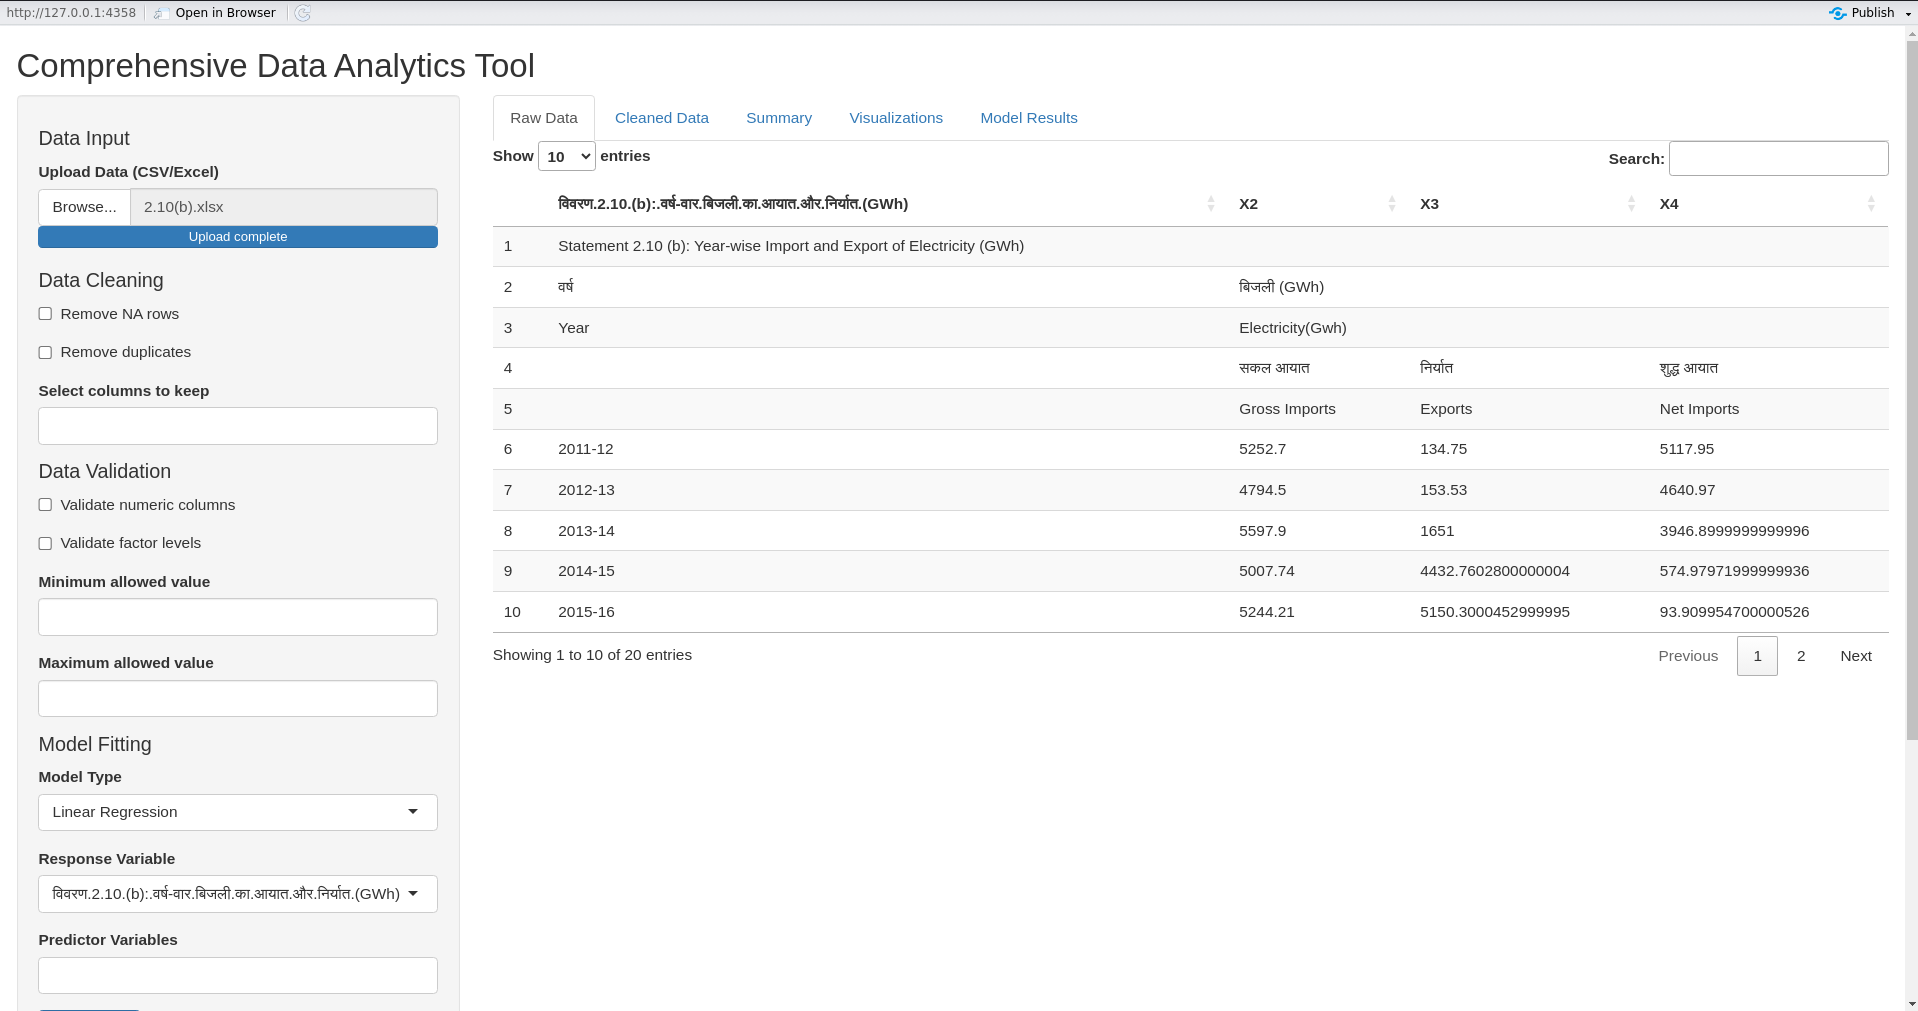 http://127.0.0.1:4358 Open in Browser Publish
Comprehensive Data Analytics Tool
Data Input
Upload Data (CSV/Excel)
Browse... 2.10(b).xlsx
Upload complete
Data Cleaning
Remove NA rows
Remove duplicates
Select columns to keep
Data Validation
Validate numeric columns
Validate factor levels
Minimum allowed value
Maximum allowed value
Model Fitting
Model Type
Linear Regression
Response Variable
विवरण.2.10.(b):.वर्ष-वार.बिजली.का.आयात.और.निर्यात.(GWh)
Predictor Variables
Raw Data Cleaned Data Summary Visualizations Model Results
Show 10 entries Search:
विवरण.2.10.(b):.वर्ष-वार.बिजली.का.आयात.और.निर्यात.(GWh) X2 X3 X4
1 Statement 2.10 (b): Year-wise Import and Export of Electricity (GWh)
2 वर्ष बिजली (GWh)
3 Year Electricity(Gwh)
4 सकल आयात निर्यात शुद्ध आयात
5 Gross Imports Exports Net Imports
6 2011-12 5252.7 134.75 5117.95
7 2012-13 4794.5 153.53 4640.97
8 2013-14 5597.9 1651 3946.8999999999996
9 2014-15 5007.74 4432.7602800000004 574.97971999999936
10 2015-16 5244.21 5150.3000452999995 93.909954700000526
Showing 1 to 10 of 20 entries Previous 1 2 Next